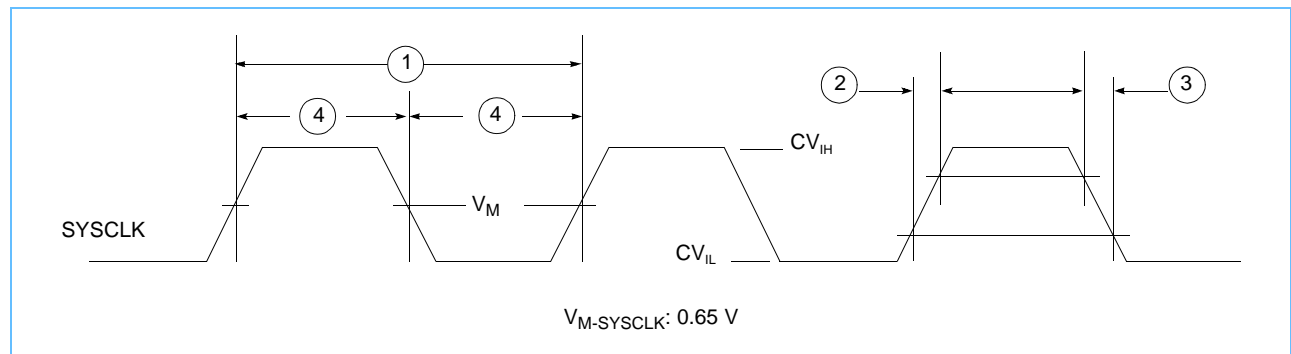 1
2
3
4
4
CV_IH
V_M
SYSCLK
CV_IL
V_M-SYSCLK: 0.65 V